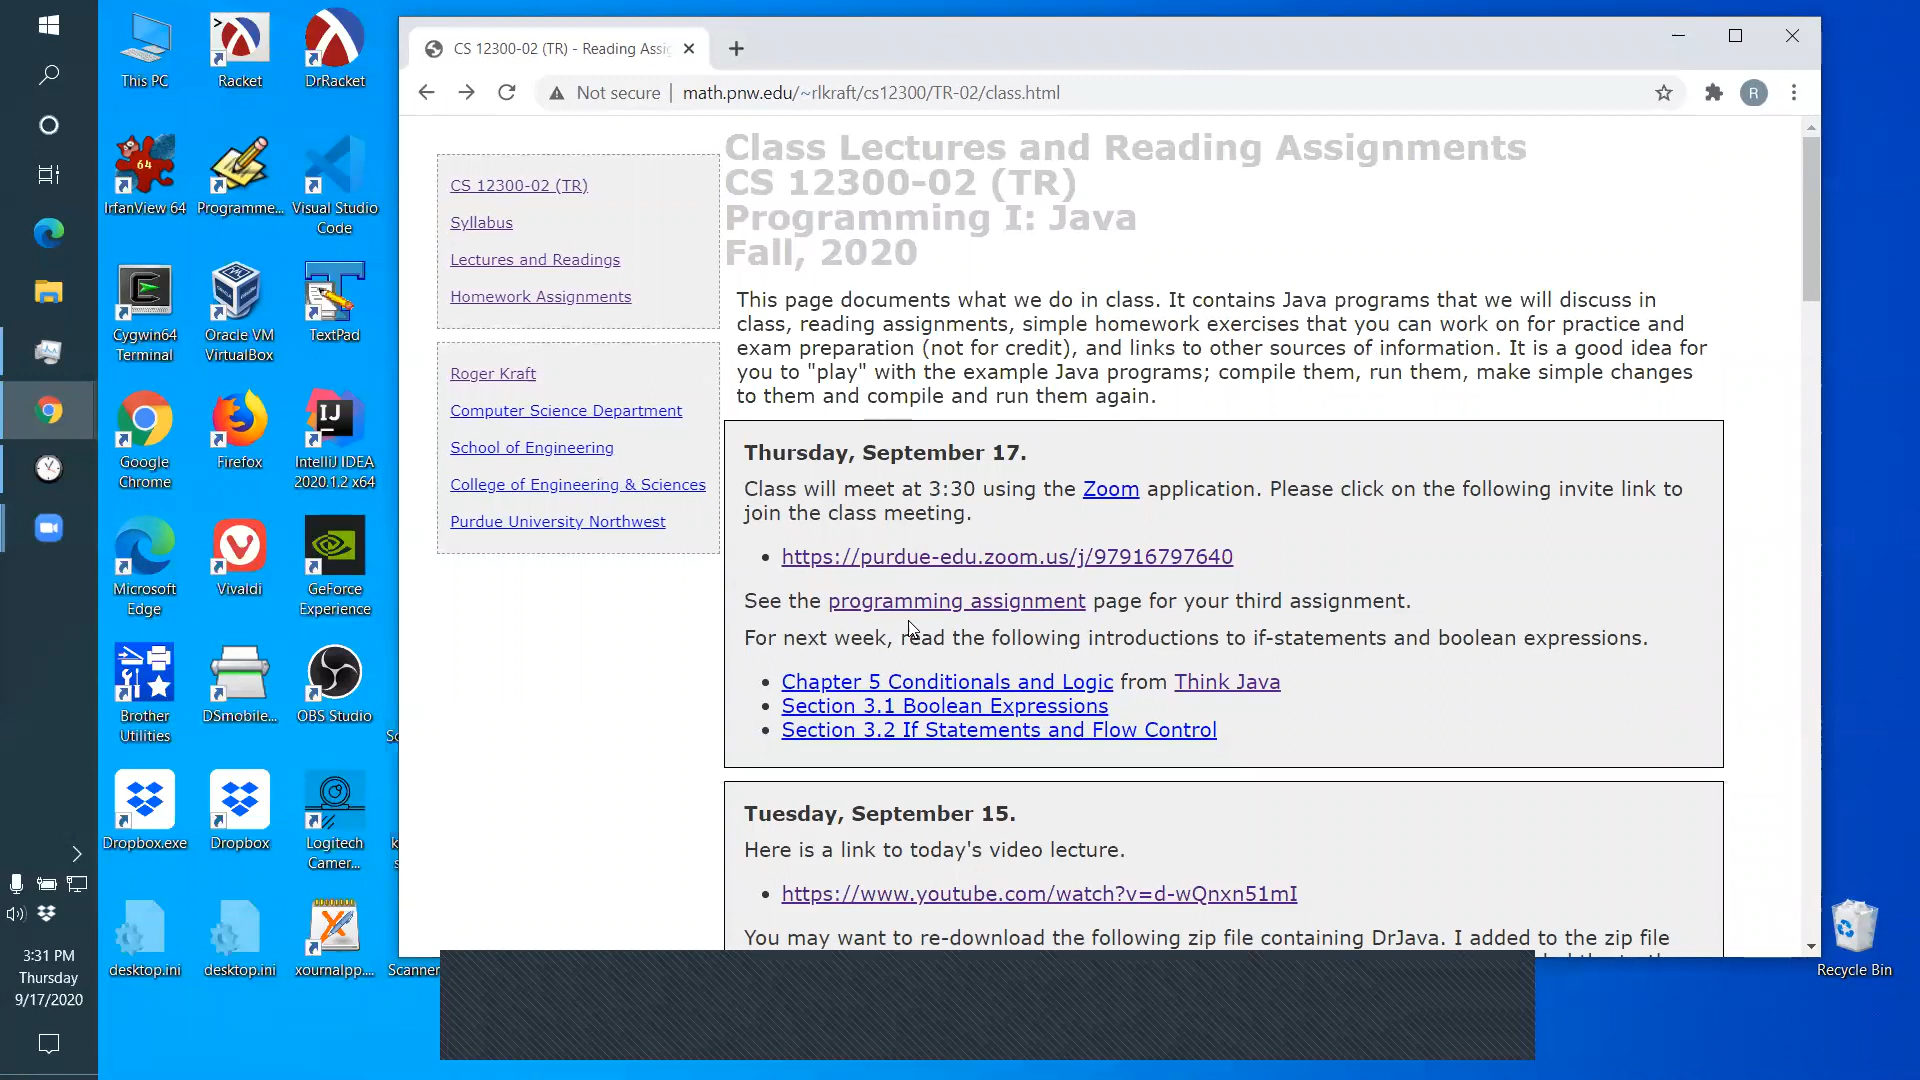 This PC
Racket
DrRacket
IrfanView 64
Programme...
Visual Studio
Code
64
Cygwin64
Terminal
Oracle VM
VirtualBox
TextPad
Google
Chrome
Firefox
IntelliJ IDEA
2020.1.2 x64
Microsoft
Edge
Vivaldi
GeForce
Experience
Brother
Utilities
DSmobile...
OBS Studio
Dropbox.exe
Dropbox
Logitech
Camer...
desktop.ini
desktop.ini
xournalpp....
Scanner
3:31 PM
Thursday
9/17/2020
Recycle Bin
CS 12300-02 (TR) - Reading Assig
Not secure
math.pnw.edu/~rlkraft/cs12300/TR-02/class.html
R
CS 12300-02 (TR)
Syllabus
Lectures and Readings
Homework Assignments
Roger Kraft
Computer Science Department
School of Engineering
College of Engineering & Sciences
Purdue University Northwest
Class Lectures and Reading Assignments
CS 12300-02 (TR)
Programming I: Java
Fall, 2020
This page documents what we do in class. It contains Java programs that we will discuss in
class, reading assignments, simple homework exercises that you can work on for practice and
exam preparation (not for credit), and links to other sources of information. It is a good idea for
you to "play" with the example Java programs; compile them, run them, make simple changes
to them and compile and run them again.
Thursday, September 17.
Class will meet at 3:30 using the Zoom application. Please click on the following invite link to
join the class meeting.
• https://purdue-edu.zoom.us/j/97916797640
See the programming assignment page for your third assignment.
For next week, read the following introductions to if-statements and boolean expressions.
• Chapter 5 Conditionals and Logic from Think Java
• Section 3.1 Boolean Expressions
• Section 3.2 If Statements and Flow Control
Tuesday, September 15.
Here is a link to today's video lecture.
• https://www.youtube.com/watch?v=d-wQnxn51mI
You may want to re-download the following zip file containing DrJava. I added to the zip file